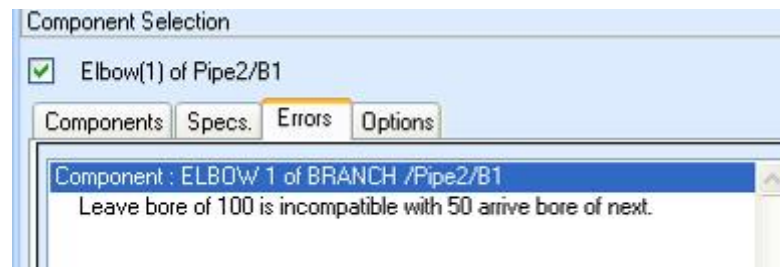 Component Selection
Elbow(1) of Pipe2/B1
Components Specs. Errors Options
Component : ELBOW 1 of BRANCH /Pipe2/B1
Leave bore of 100 is incompatible with 50 arrive bore of next.